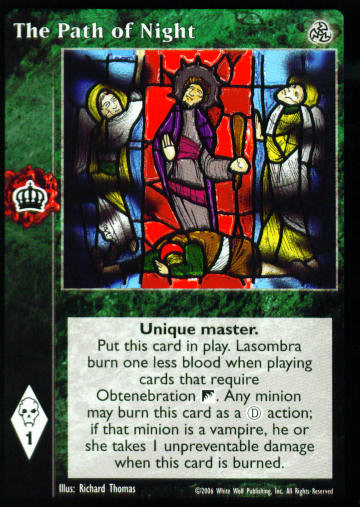 The Path of Night
Unique master.
Put this card in play. Lasombra
burn one less blood when playing
cards that require
Obtenebration. Any minion
may burn this card as a Ⓓ action;
if that minion is a vampire, he or
she takes 1 unpreventable damage
when this card is burned.
1
Illus: Richard Thomas
©2006 White Wolf Publishing, Inc. All Rights Reserved